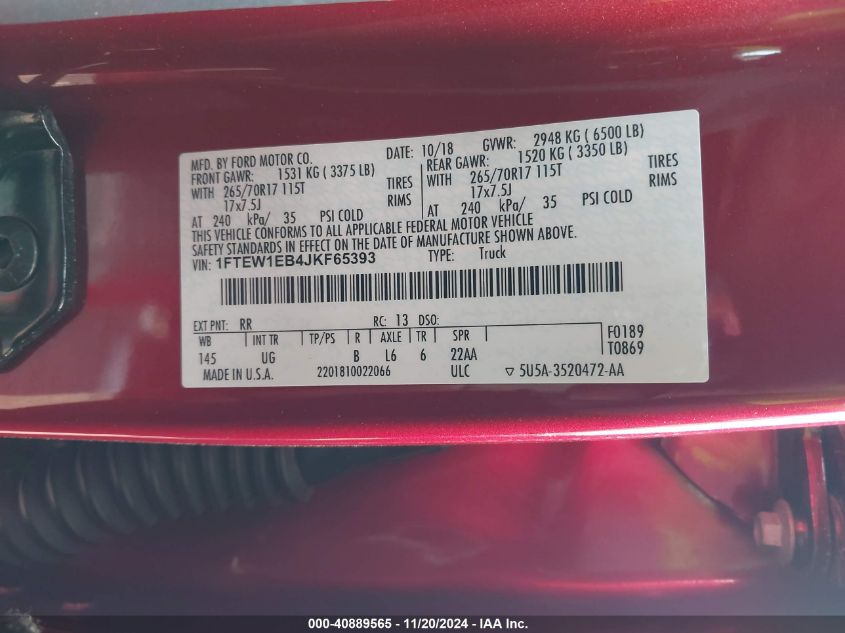 MFD. BY FORD MOTOR CO. DATE: 10/18 GVWR: 2948 KG ( 6500 LB)
FRONT GAWR: 1531 KG ( 3375 LB) REAR GAWR: 1520 KG ( 3350 LB)
WITH 265/70R17 115T TIRES WITH 265/70R17 115T TIRES
17x7.5J RIMS 17x7.5J RIMS
AT 240 kPa/ 35 PSI COLD AT 240 kPa/ 35 PSI COLD
THIS VEHICLE CONFORMS TO ALL APPLICABLE FEDERAL MOTOR VEHICLE
SAFETY STANDARDS IN EFFECT ON THE DATE OF MANUFACTURE SHOWN ABOVE.
VIN: 1FTEW1EB4JKF65393 TYPE: Truck
EXT PNT: RR RC: 13 DSO:
WB INT TR TP/PS R AXLE TR SPR F0189
145 UG B L6 6 22AA T0869
MADE IN U.S.A. 2201810022066 ULC ▽ 5U5A-3520472-AA
000-40889565 - 11/20/2024 - IAA Inc.